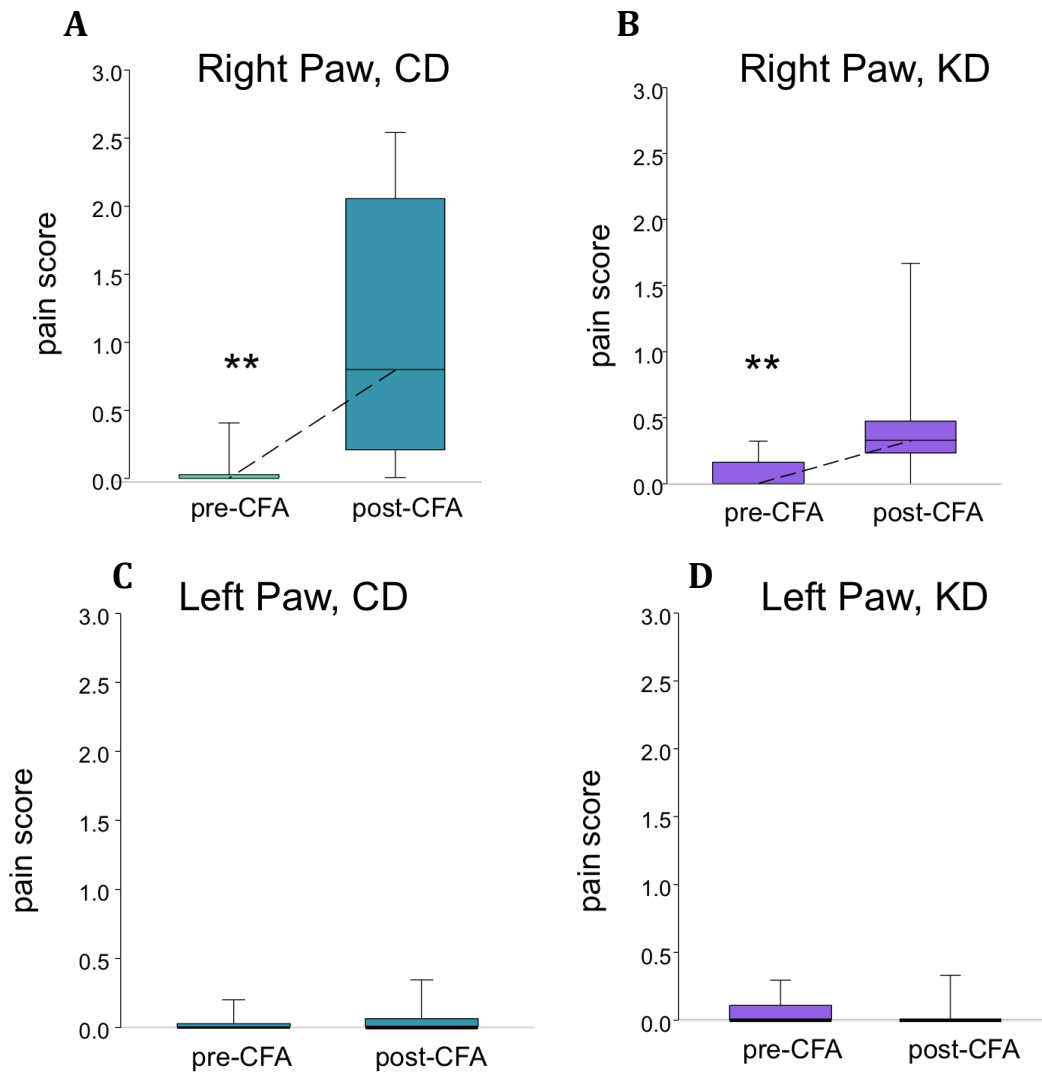 A
Right Paw, CD
pain score
3.0
2.5
2.0
1.5
1.0
0.5
0.0
**
pre-CFA post-CFA
B
Right Paw, KD
pain score
3.0
2.5
2.0
1.5
1.0
0.5
0.0
**
pre-CFA post-CFA
C
Left Paw, CD
pain score
3.0
2.5
2.0
1.5
1.0
0.5
0.0
pre-CFA post-CFA
D
Left Paw, KD
pain score
3.0
2.5
2.0
1.5
1.0
0.5
0.0
pre-CFA post-CFA